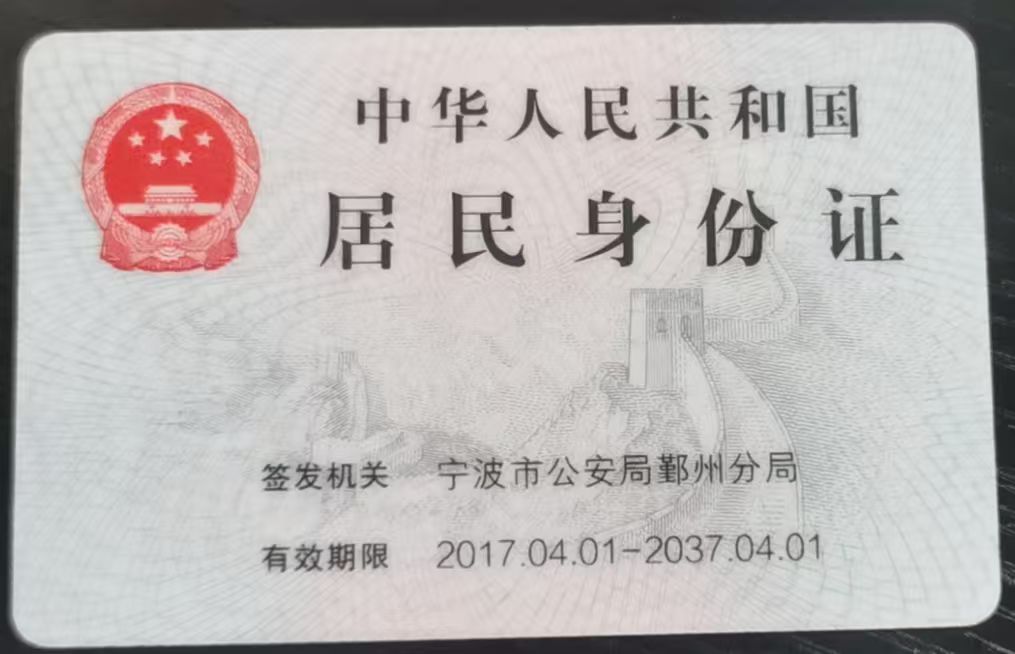 中华人民共和国
居民身份证
签发机关 宁波市公安局鄞州分局
有效期限 2017.04.01-2037.04.01